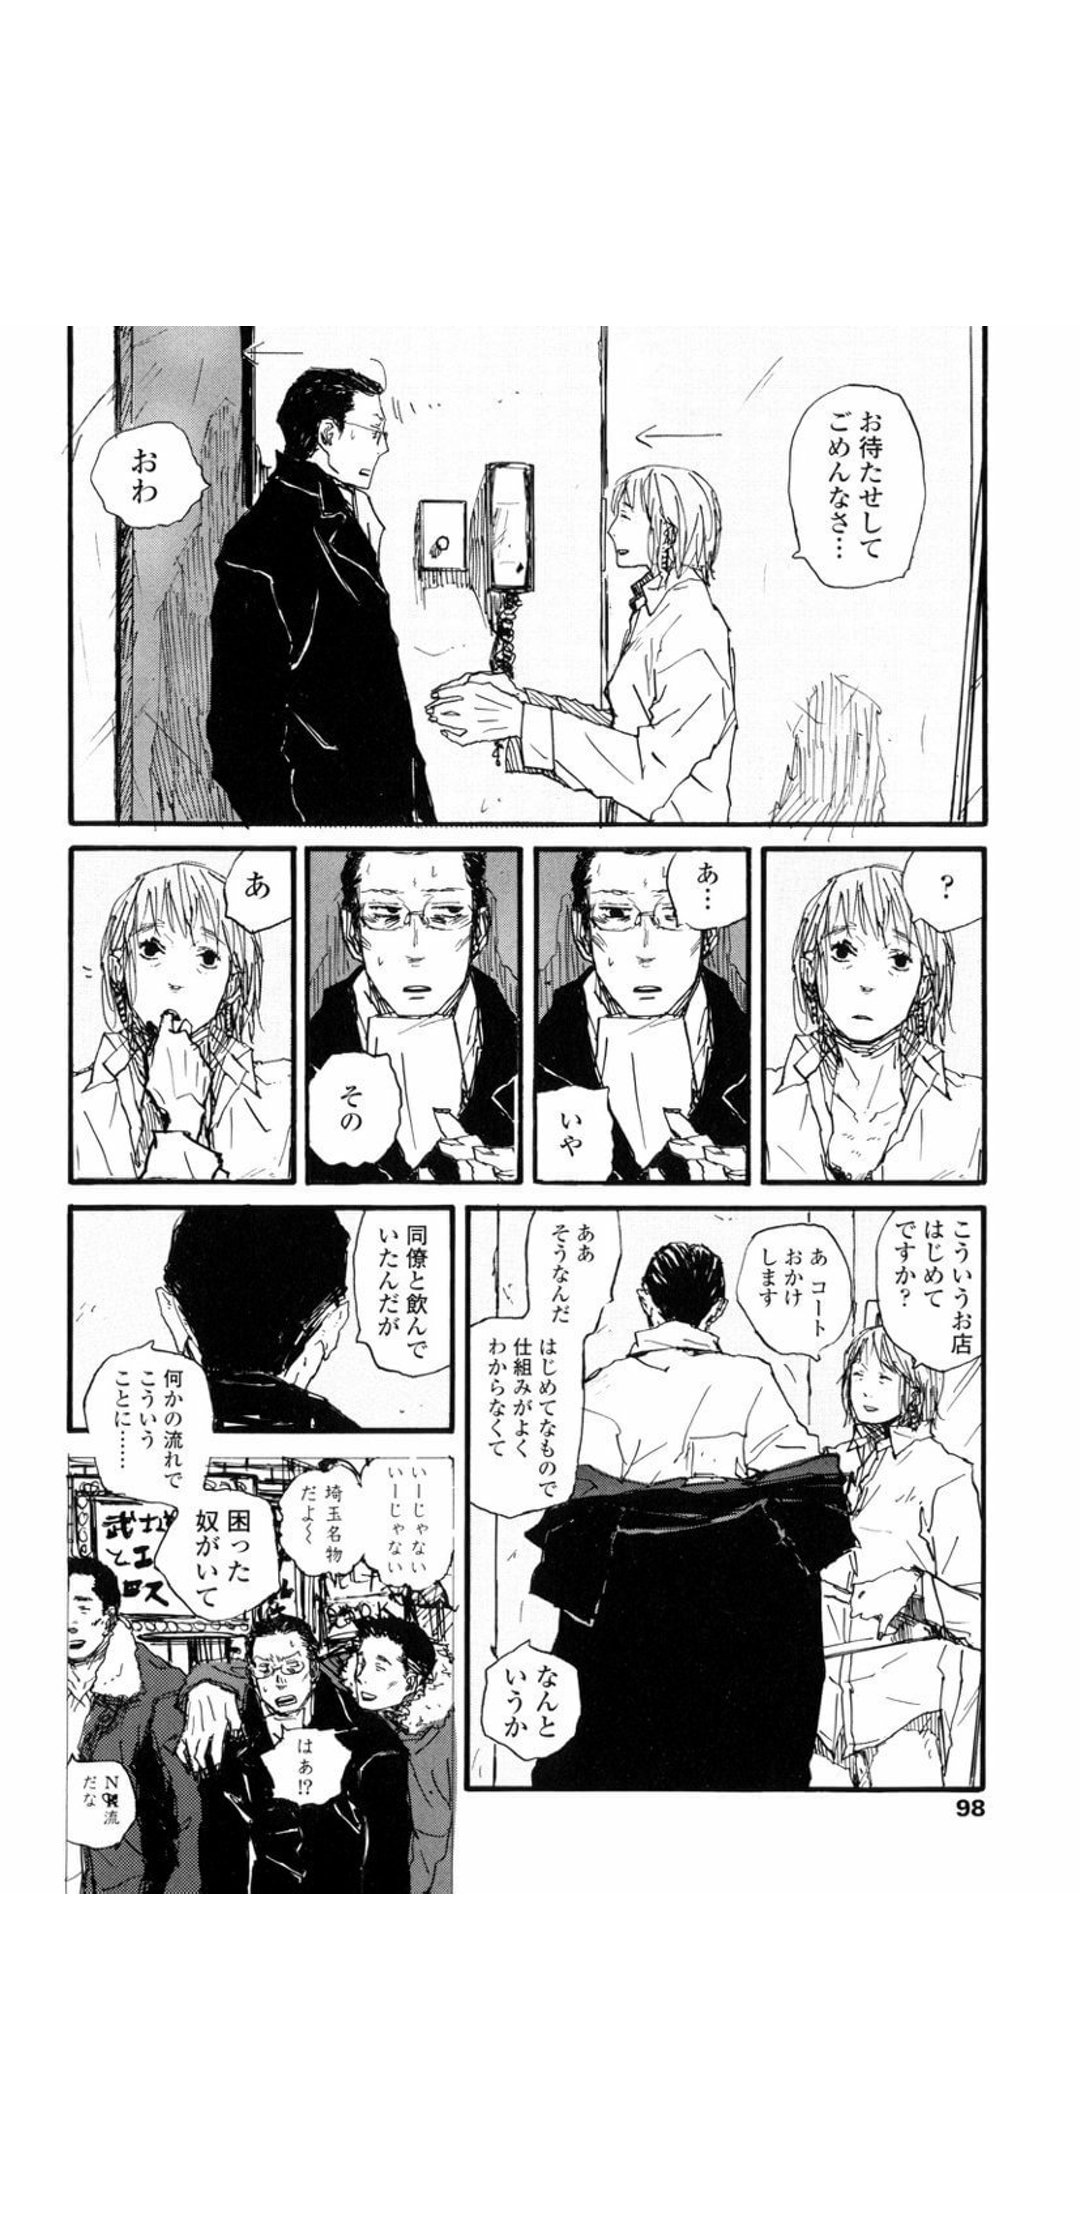 お待たせして
ごめんなさ…
おわ
？
あ…
いや
その
あ
こういうお店
はじめて
ですか？
あ コート
おかけ
します
ああ
そうなんだ
はじめてなもので
仕組みがよく
わからなくて
なんと
いうか
同僚と飲んで
いたんだが
何かの流れで
こういう
ことに……
困った
奴がいて
いーじゃない
いーじゃない
埼玉名物
だよ〜
はあ!?
だな
98